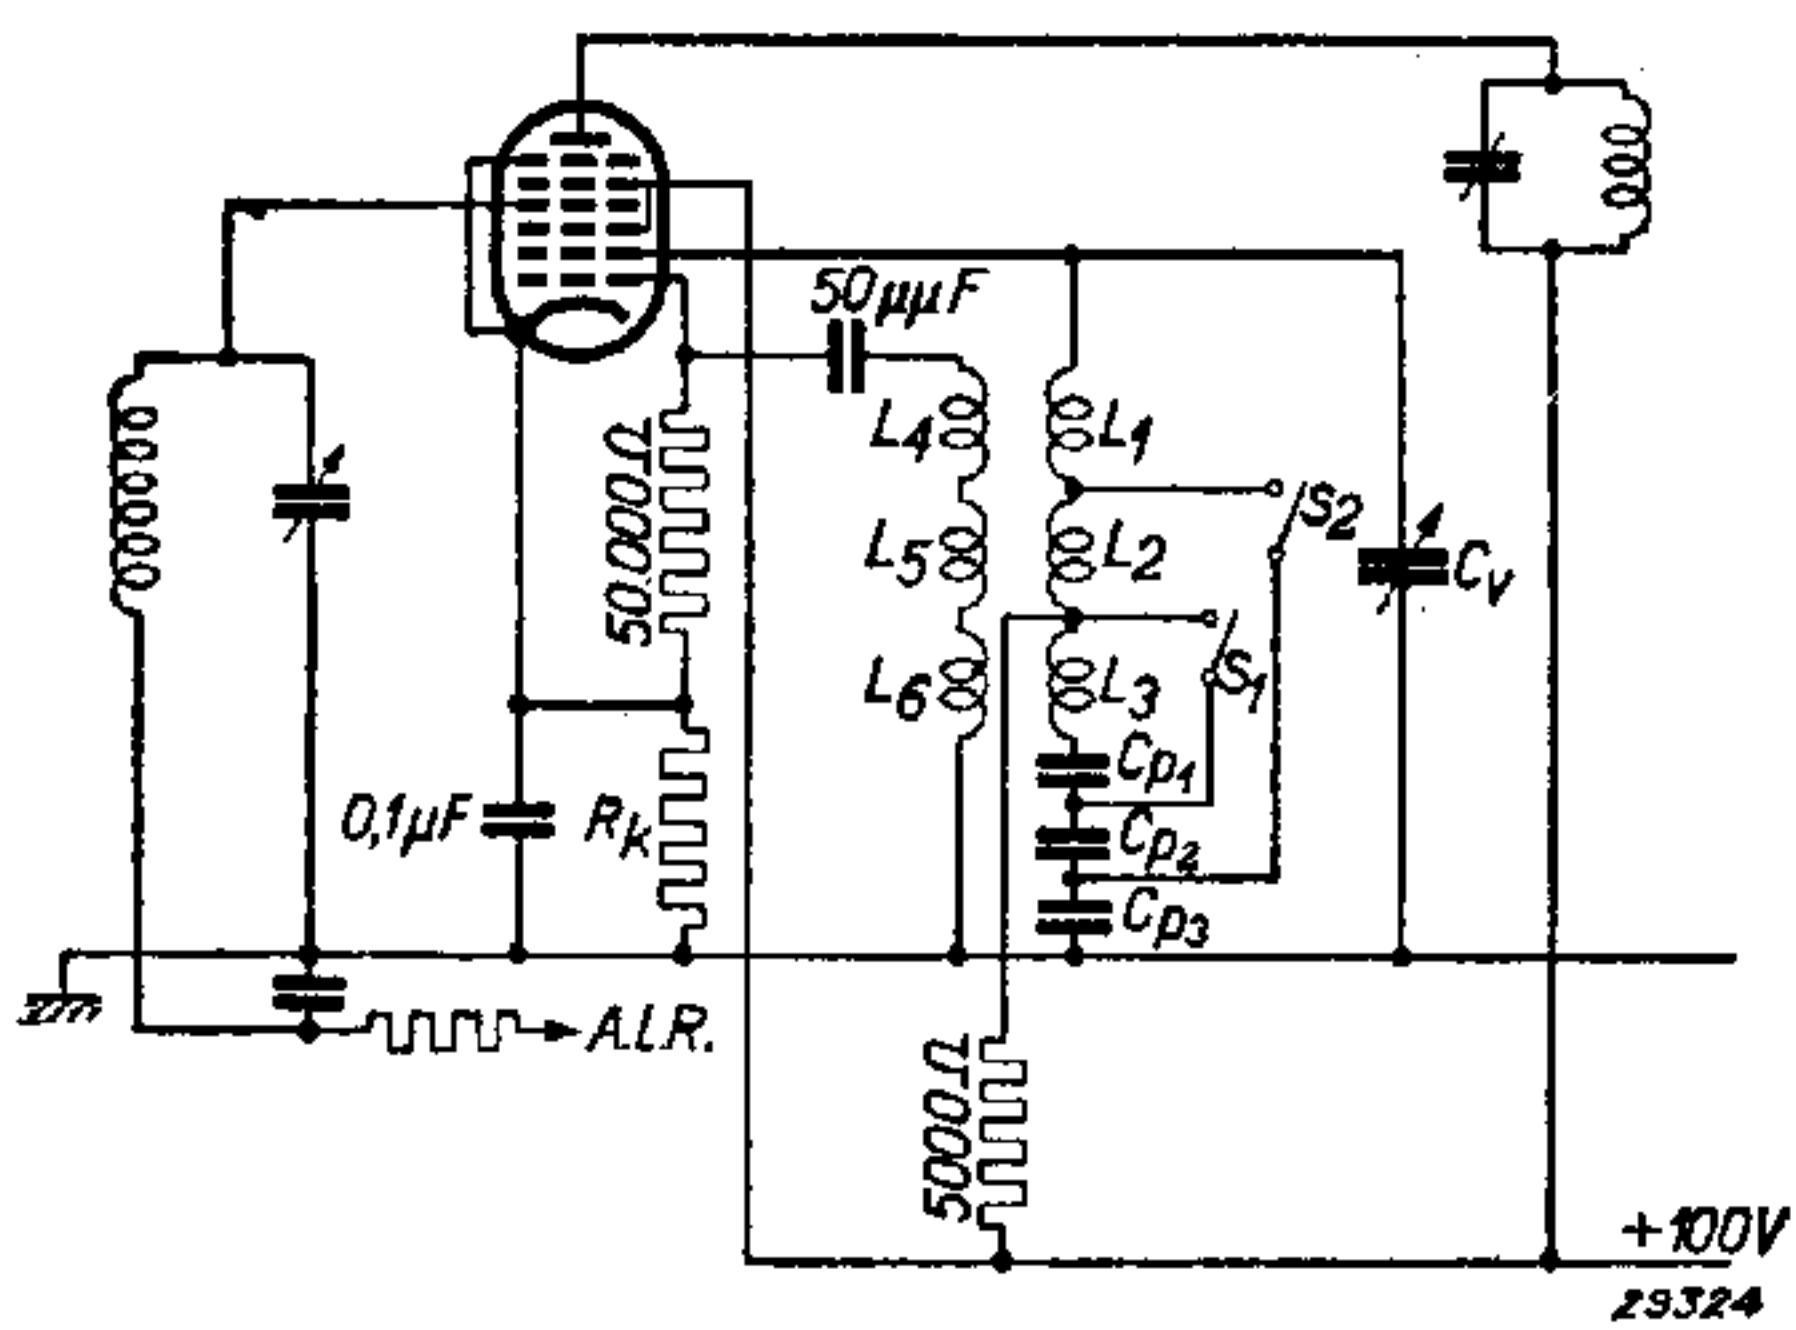 50μμF
L4
L1
50.000Ω
L5
L2
S2
Cv
L6
L3
S1
Cp1
0,1μF
Rk
Cp2
Cp3
A.I.R.
5000Ω
+100V
29324